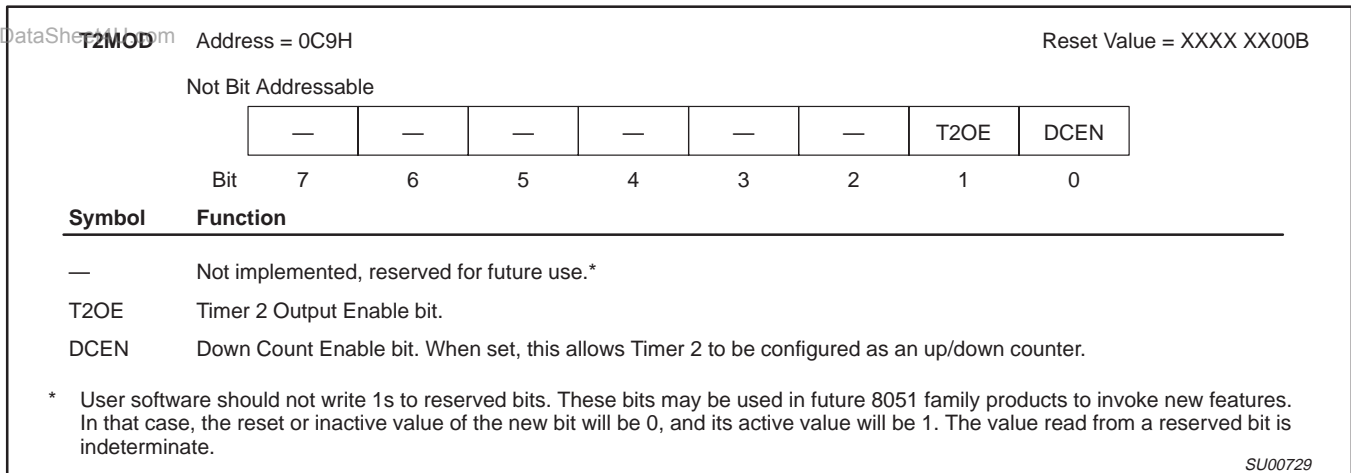 DataSheet4U.com
T2MOD Address = 0C9H Reset Value = XXXX XX00B
Not Bit Addressable
— — — — — — T2OE DCEN
Bit 7 6 5 4 3 2 1 0
Symbol Function
— Not implemented, reserved for future use.*
T2OE Timer 2 Output Enable bit.
DCEN Down Count Enable bit. When set, this allows Timer 2 to be configured as an up/down counter.
* User software should not write 1s to reserved bits. These bits may be used in future 8051 family products to invoke new features.
In that case, the reset or inactive value of the new bit will be 0, and its active value will be 1. The value read from a reserved bit is
indeterminate.
SU00729